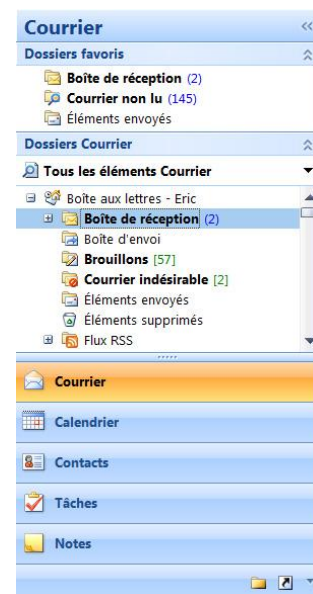 Courrier
Dossiers favoris
Boîte de réception (2)
Courrier non lu (145)
Éléments envoyés
Dossiers Courrier
Tous les éléments Courrier
Boîte aux lettres - Eric
Boîte de réception (2)
Boîte d'envoi
Brouillons [57]
Courrier indésirable [2]
Éléments envoyés
Éléments supprimés
Flux RSS
Courrier
Calendrier
Contacts
Tâches
Notes